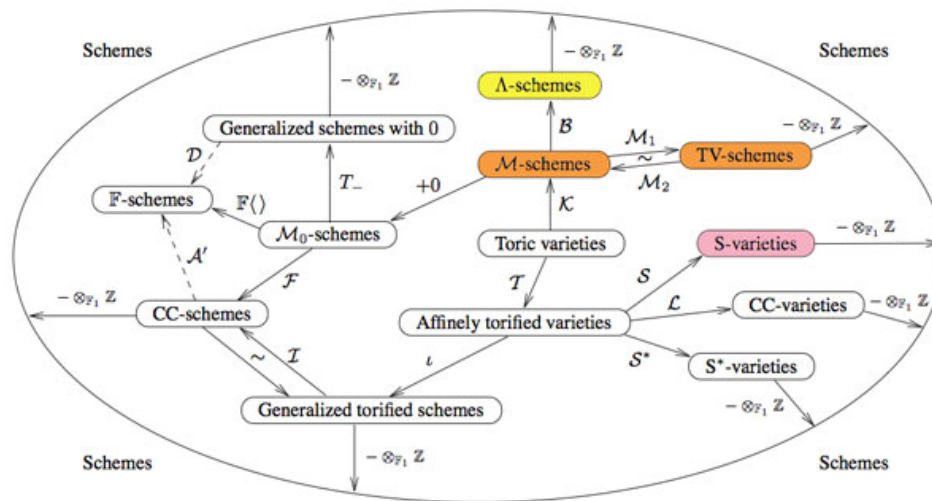 Schemes
Schemes
− ⊗_{𝔽₁} ℤ
− ⊗_{𝔽₁} ℤ
Λ-schemes
Generalized schemes with 0
ℬ
ℳ₁
− ⊗_{𝔽₁} ℤ
𝒟
ℳ-schemes
∼
TV-schemes
ℳ₂
𝔽-schemes
𝔽⟨⟩
T₋
+0
𝒦
ℳ₀-schemes
Toric varieties
S-varieties
− ⊗_{𝔽₁} ℤ
𝒜′
ℱ
𝒯
𝒮
− ⊗_{𝔽₁} ℤ
CC-schemes
Affinely torified varieties
ℒ
CC-varieties
− ⊗_{𝔽₁} ℤ
∼
ℐ
ι
𝒮*
S*-varieties
Generalized torified schemes
− ⊗_{𝔽₁} ℤ
− ⊗_{𝔽₁} ℤ
Schemes
Schemes